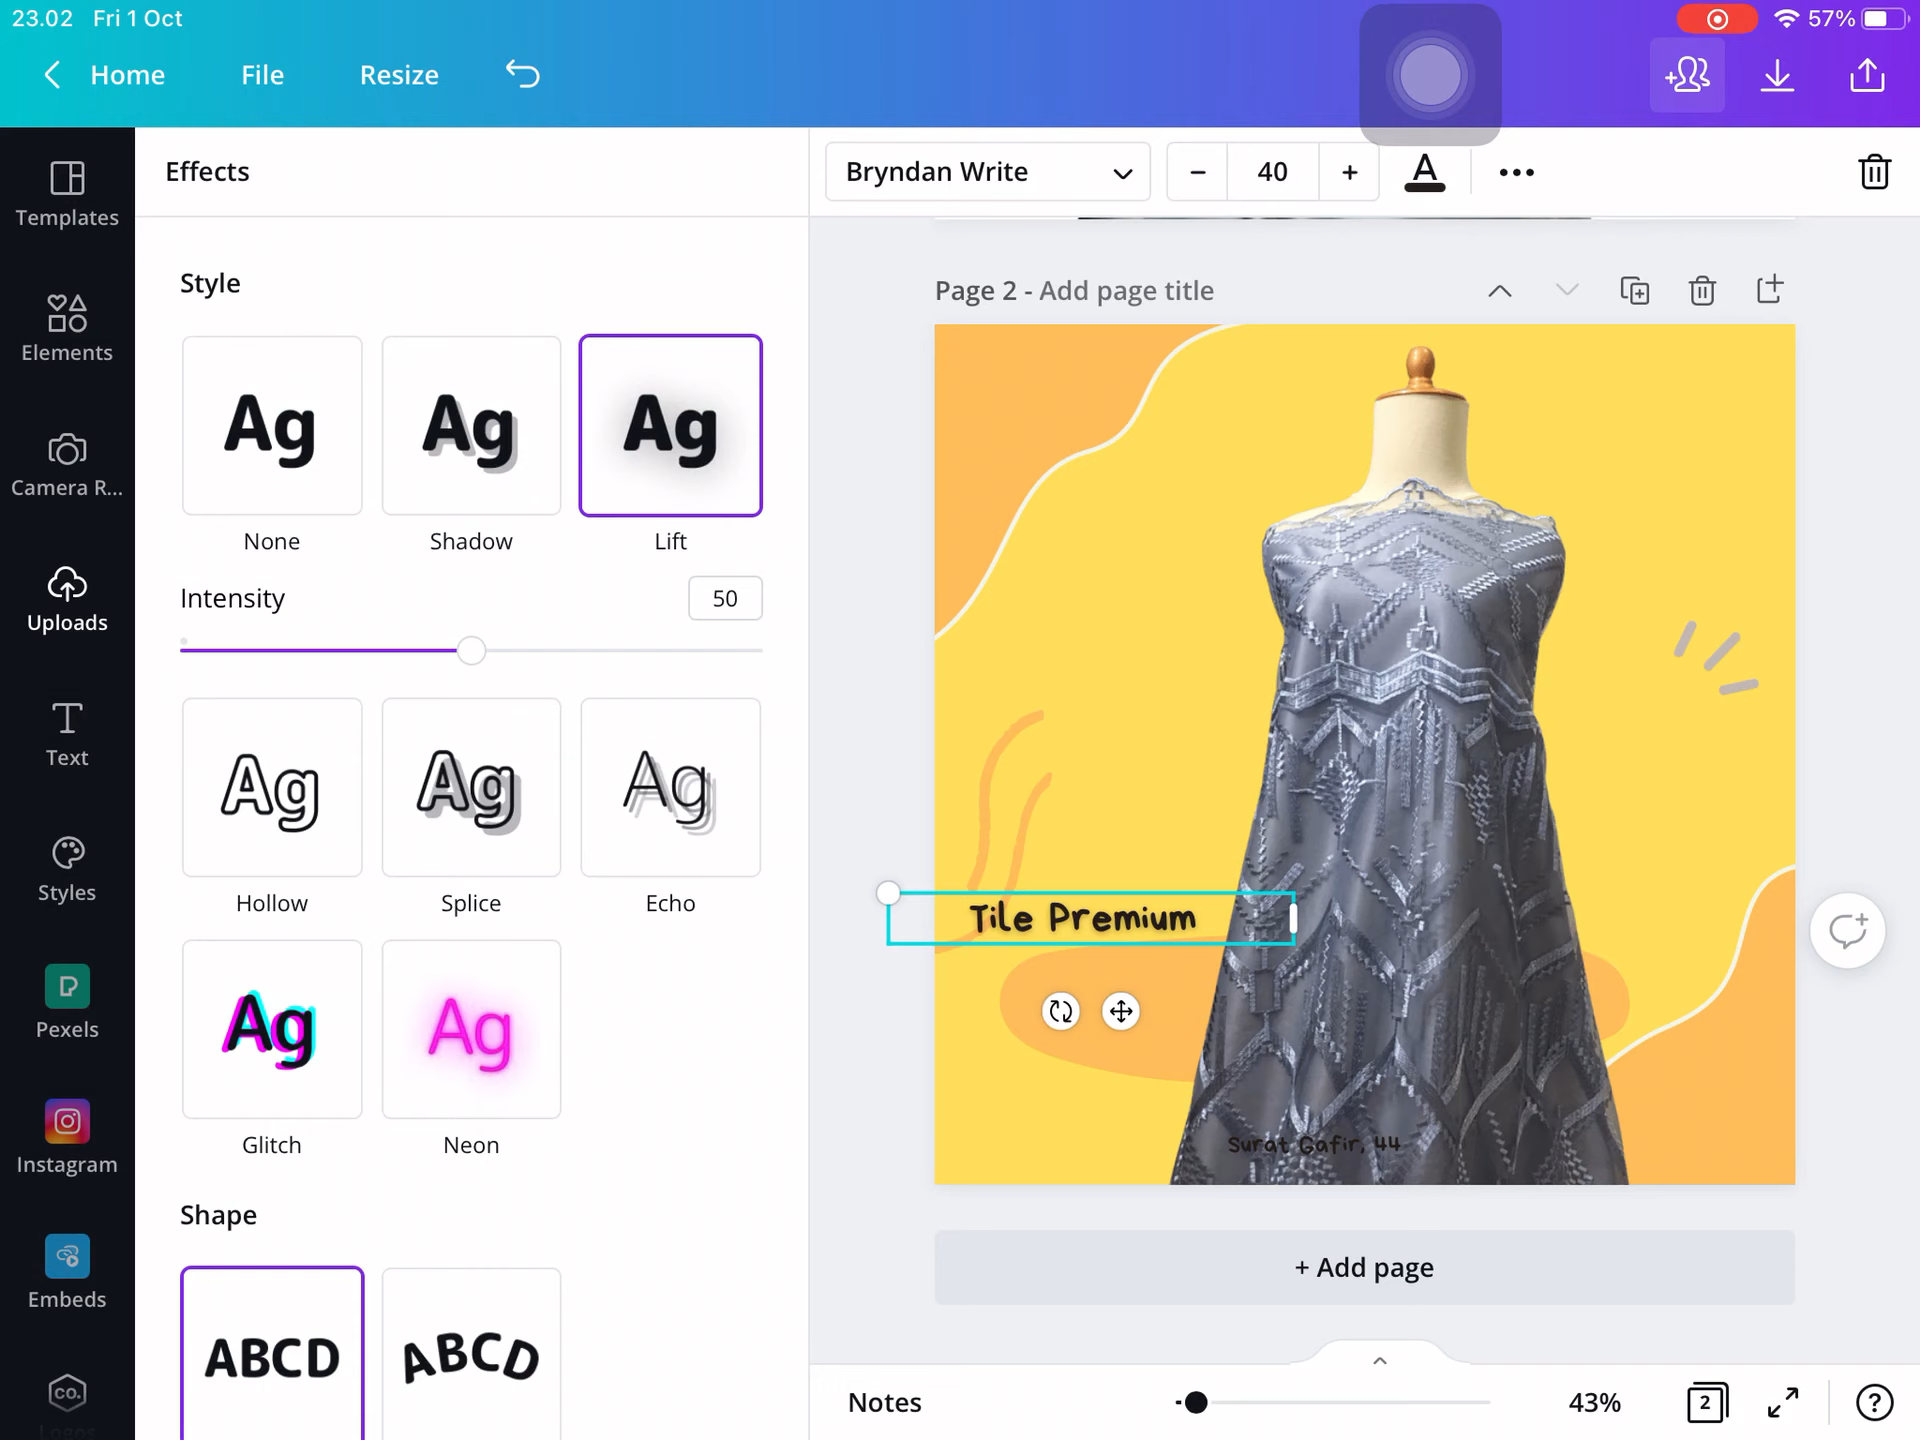 23.02 Fri 1 Oct
57%
Home File Resize
Effects
Bryndan Write
- 40 +
A
Templates
Elements
Camera R...
Uploads
Text
Styles
Pexels
Instagram
Embeds
co.
Logos
Style
Ag Ag Ag
None Shadow Lift
Intensity 50
Ag Ag Ag
Hollow Splice Echo
Ag Ag
Glitch Neon
Shape
ABCD ABCD
Page 2 - Add page title
Tile Premium
Surat Gafir, 44
+ Add page
Notes
43%
2
?